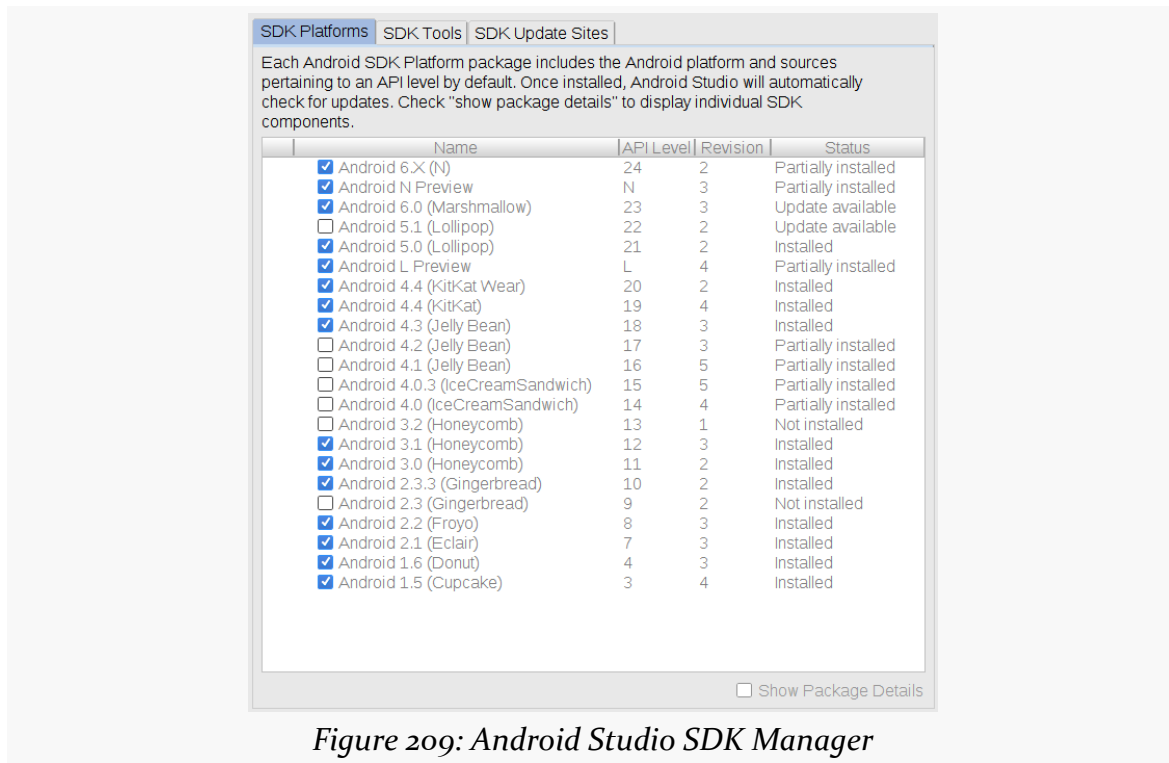 SDK Platforms SDK Tools SDK Update Sites
Each Android SDK Platform package includes the Android platform and sources
pertaining to an API level by default. Once installed, Android Studio will automatically
check for updates. Check "show package details" to display individual SDK
components.
Name API Level Revision Status
Android 6.X (N) 24 2 Partially installed
Android N Preview N 3 Partially installed
Android 6.0 (Marshmallow) 23 3 Update available
Android 5.1 (Lollipop) 22 2 Update available
Android 5.0 (Lollipop) 21 2 Installed
Android L Preview L 4 Partially installed
Android 4.4 (KitKat Wear) 20 2 Installed
Android 4.4 (KitKat) 19 4 Installed
Android 4.3 (Jelly Bean) 18 3 Installed
Android 4.2 (Jelly Bean) 17 3 Partially installed
Android 4.1 (Jelly Bean) 16 5 Partially installed
Android 4.0.3 (IceCreamSandwich) 15 5 Partially installed
Android 4.0 (IceCreamSandwich) 14 4 Partially installed
Android 3.2 (Honeycomb) 13 1 Not installed
Android 3.1 (Honeycomb) 12 3 Installed
Android 3.0 (Honeycomb) 11 2 Installed
Android 2.3.3 (Gingerbread) 10 2 Installed
Android 2.3 (Gingerbread) 9 2 Not installed
Android 2.2 (Froyo) 8 3 Installed
Android 2.1 (Eclair) 7 3 Installed
Android 1.6 (Donut) 4 3 Installed
Android 1.5 (Cupcake) 3 4 Installed
Show Package Details
Figure 209: Android Studio SDK Manager